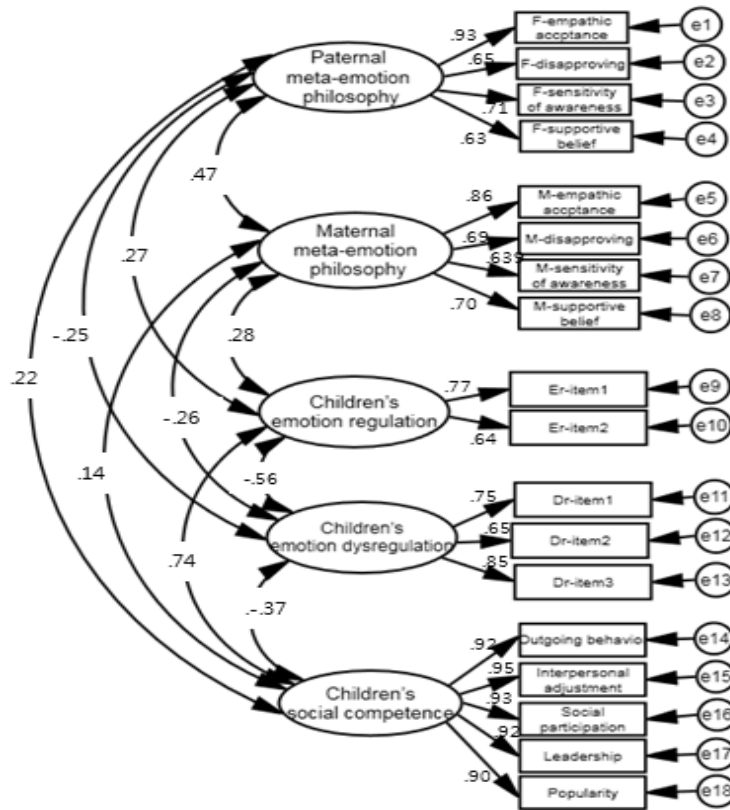 F-empathic
accptance
e1
.93
Paternal
meta-emotion
philosophy
.65
F-disapproving
e2
F-sensitivity
of awareness
e3
.71
F-supportive
belief
e4
.63
.47
M-empathic
accptance
e5
.86
Maternal
meta-emotion
philosophy
.69
M-disapproving
e6
.639
M-sensitivity
of awareness
e7
.70
M-supportive
belief
e8
.27
.28
-.25
.22
Children's
emotion regulation
.77
Er-item1
e9
.64
Er-item2
e10
-.26
.14
-.56
Children's
emotion dysregulation
.75
Dr-item1
e11
.65
Dr-item2
e12
.85
Dr-item3
e13
.74
.-.37
Children's
social competence
.92
Outgoing behavio
e14
.95
Interpersonal
adjustment
e15
.93
Social
participation
e16
.92
Leadership
e17
.90
Popularity
e18